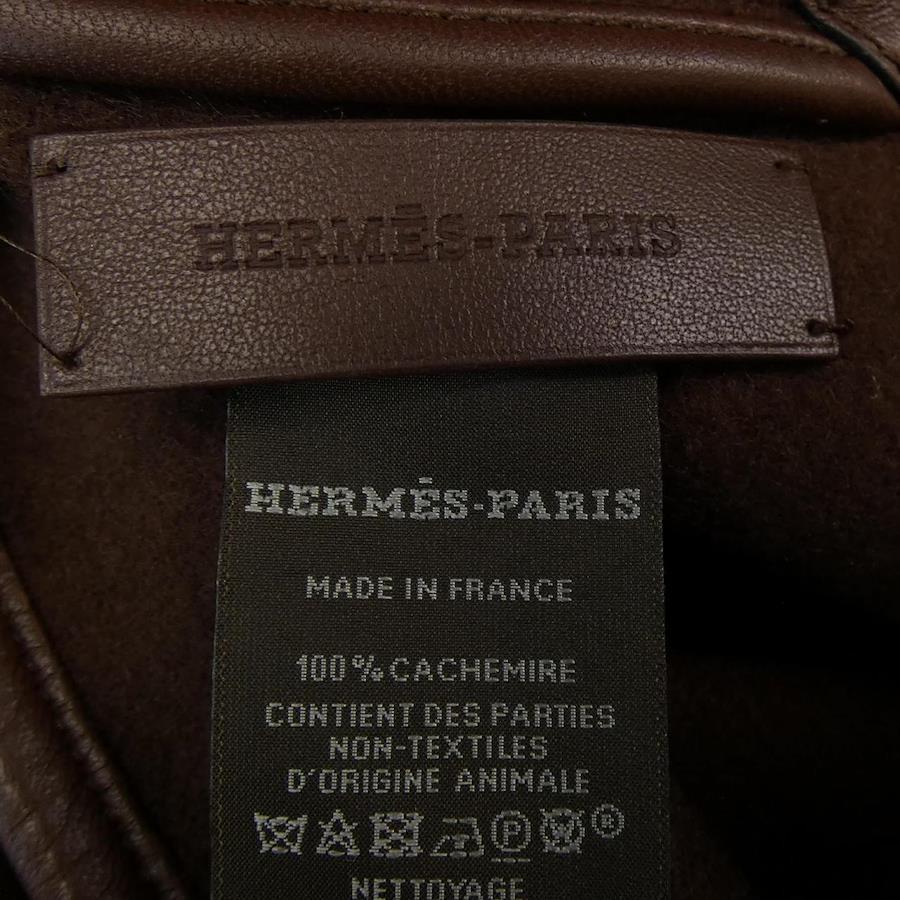 HERMÈS-PARIS
HERMÈS-PARIS
MADE IN FRANCE
100% CACHEMIRE
CONTIENT DES PARTIES
NON-TEXTILES
D'ORIGINE ANIMALE
P W ®
NETTOYAGE